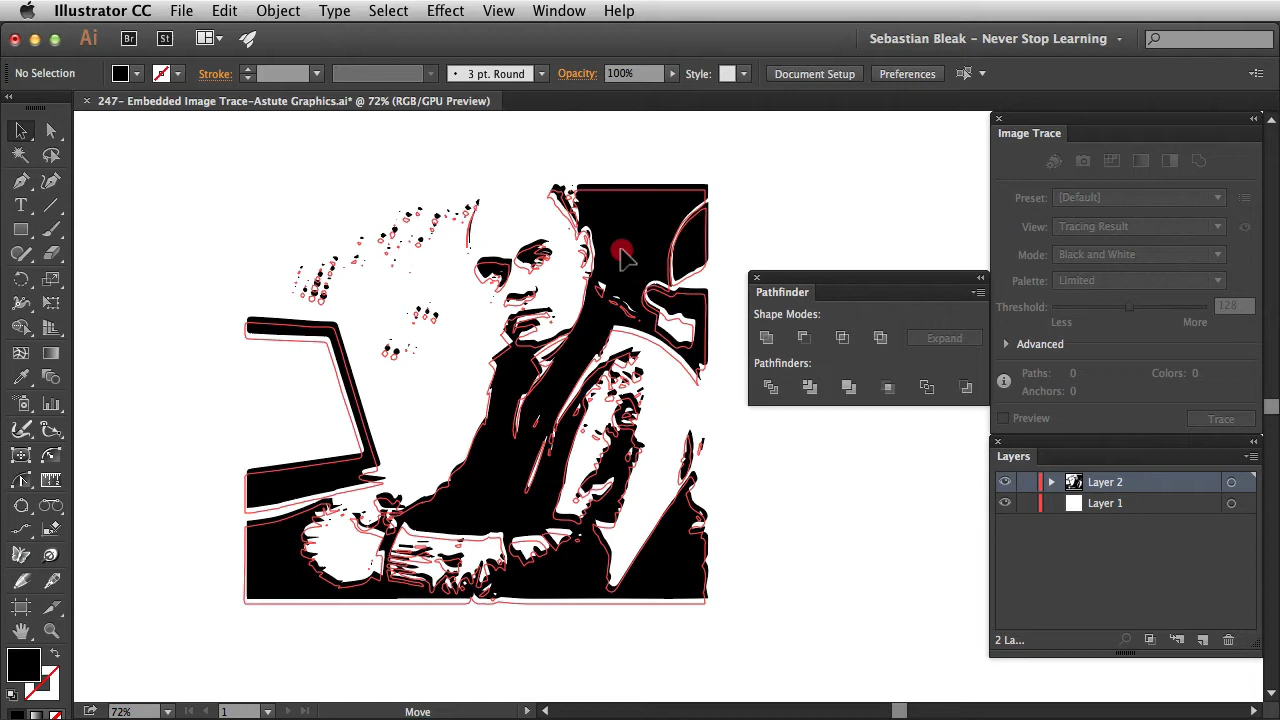 Illustrator CC File Edit Object Type Select Effect View Window Help
Ai Br St Sebastian Bleak – Never Stop Learning
No Selection Stroke: 3 pt. Round Opacity: 100% Style: Document Setup Preferences
247- Embedded Image Trace-Astute Graphics.ai* @ 72% (RGB/GPU Preview)
Image Trace
Preset: [Default]
View: Tracing Result
Mode: Black and White
Palette: Limited
Threshold: 128
Less More
Advanced
Paths: 0 Colors: 0
Anchors: 0
Preview Trace
Pathfinder
Shape Modes:
Expand
Pathfinders:
Layers
Layer 2
Layer 1
2 La...
72% 1 Move